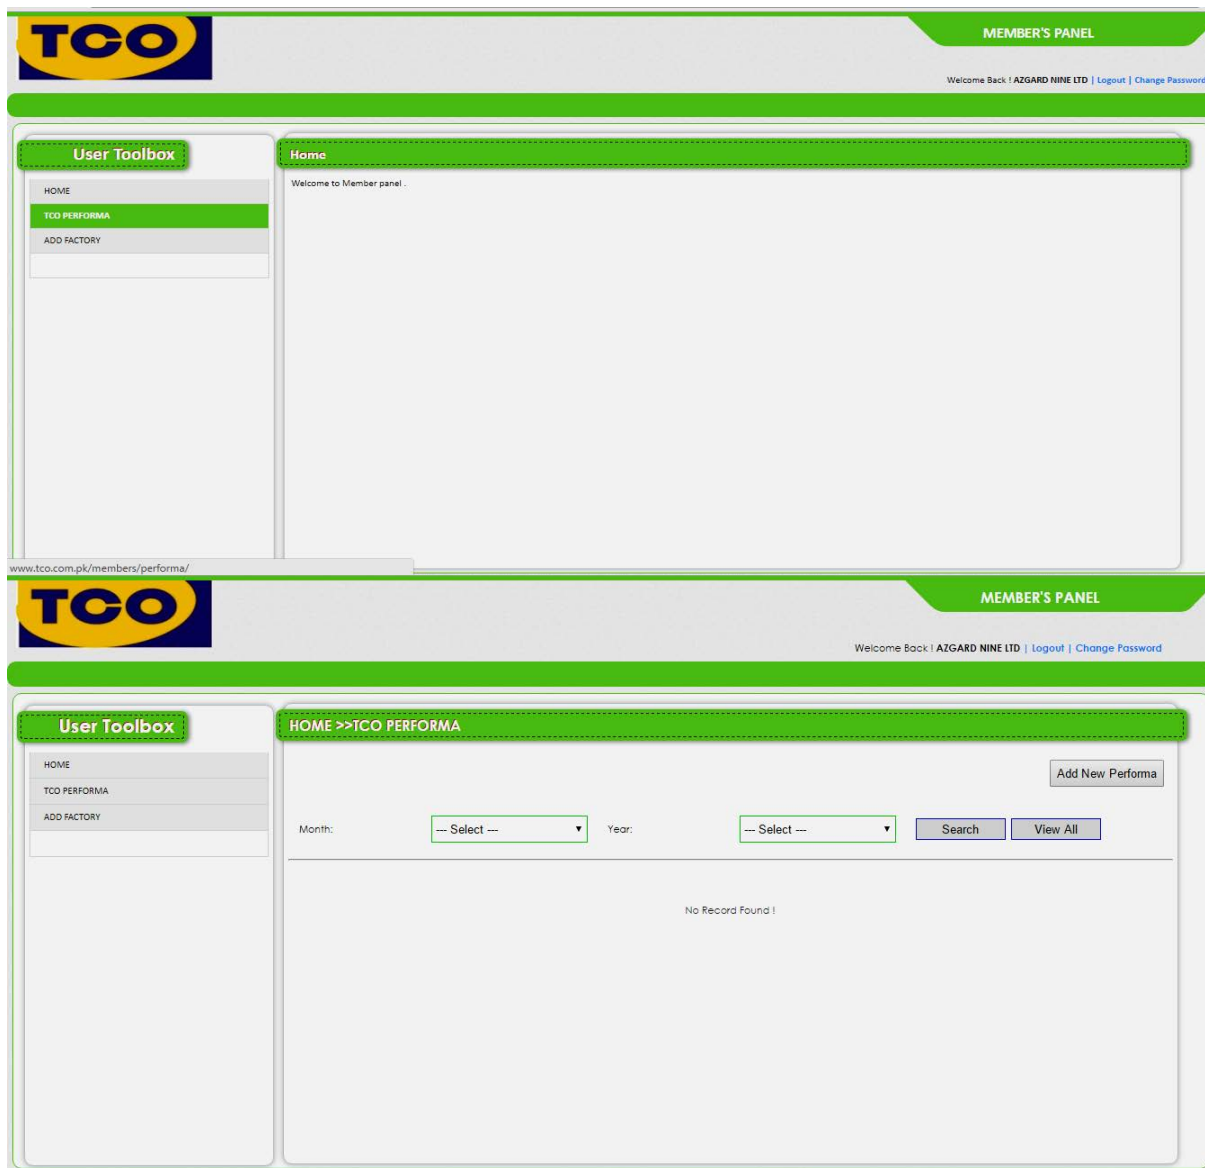 TCO
MEMBER'S PANEL
Welcome Back ! AZGARD NINE LTD | Logout | Change Password
User Toolbox
Home
HOME
Welcome to Member panel .
TCO PERFORMA
ADD FACTORY
www.tco.com.pk/members/performa/
TCO
MEMBER'S PANEL
Welcome Back ! AZGARD NINE LTD | Logout | Change Password
User Toolbox
HOME >>TCO PERFORMA
HOME
TCO PERFORMA
ADD FACTORY
Add New Performa
Month: --- Select --- Year: --- Select --- Search View All
No Record Found !